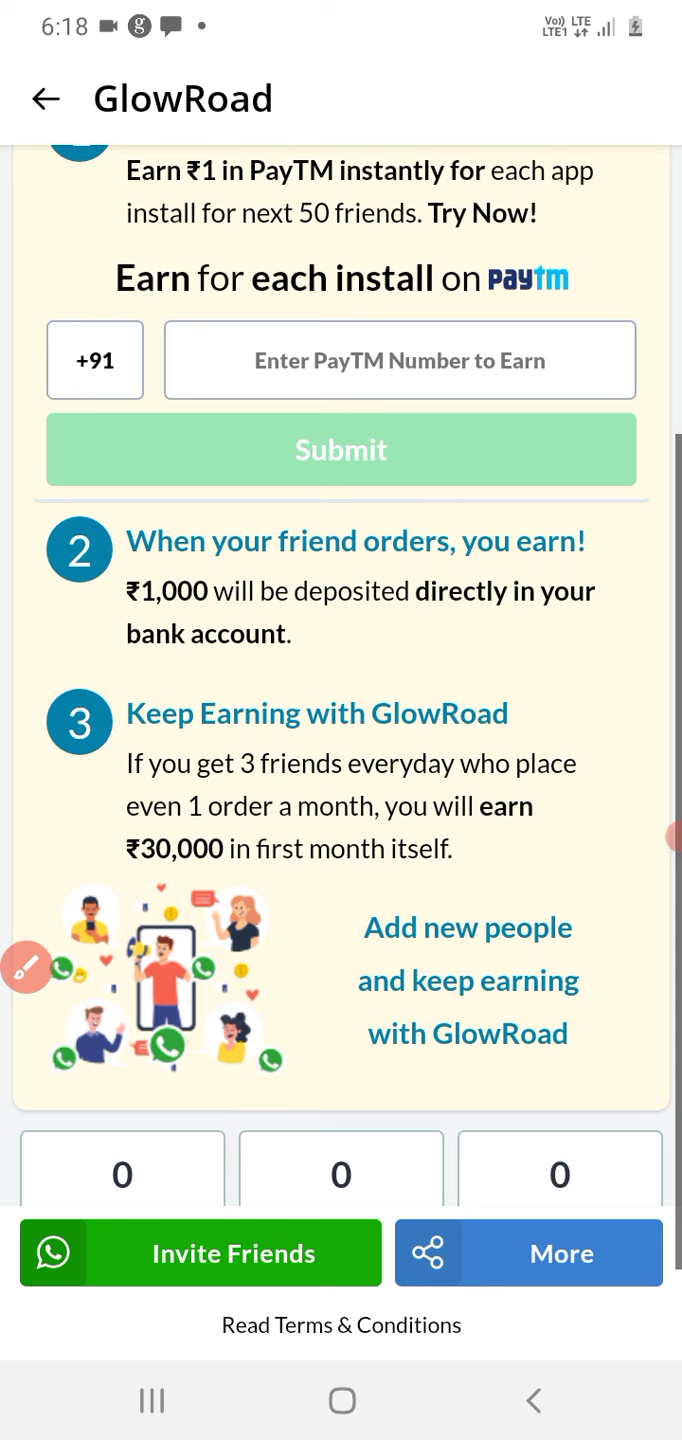 6:18
Vo)) LTE
LTE1
GlowRoad
Earn ₹1 in PayTM instantly for each app
install for next 50 friends. Try Now!
Earn for each install on paytm
+91
Enter PayTM Number to Earn
Submit
2
When your friend orders, you earn!
₹1,000 will be deposited directly in your
bank account.
3
Keep Earning with GlowRoad
If you get 3 friends everyday who place
even 1 order a month, you will earn
₹30,000 in first month itself.
Add new people
and keep earning
with GlowRoad
0
0
0
Invite Friends
More
Read Terms & Conditions